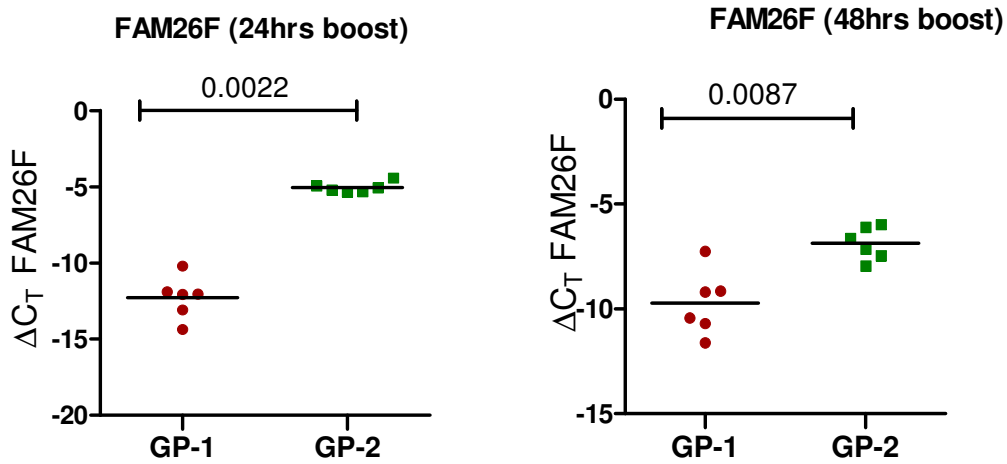 FAM26F (24hrs boost)
0.0022
0
-5
-10
-15
-20
ΔCT FAM26F
GP-1
GP-2
FAM26F (48hrs boost)
0.0087
0
-5
-10
-15
ΔCT FAM26F
GP-1
GP-2